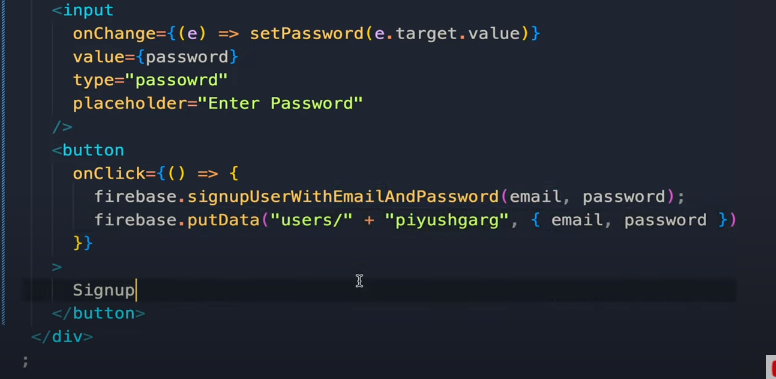 <input
onChange={(e) => setPassword(e.target.value)}
value={password}
type="passowrd"
placeholder="Enter Password"
/>
<button
onClick={() => {
firebase.signupUserWithEmailAndPassword(email, password);
firebase.putData("users/" + "piyushgarg", { email, password })
}}
>
Signup
</button>
</div>
;